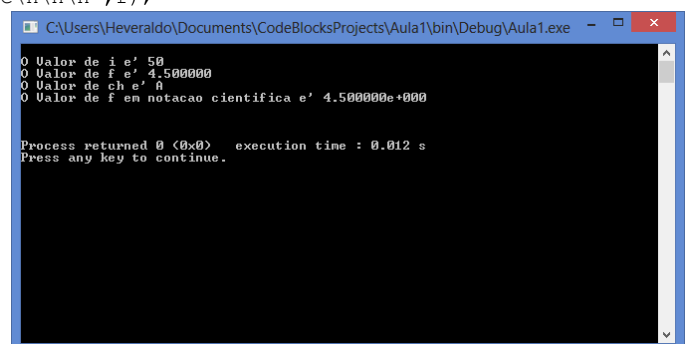 e\n\n\n",f);
C:\Users\Heveraldo\Documents\CodeBlocksProjects\Aula1\bin\Debug\Aula1.exe
O Valor de i e' 50
O Valor de f e' 4.500000
O Valor de ch e' A
O Valor de f em notacao cientifica e' 4.500000e+000
Process returned 0 (0x0)   execution time : 0.012 s
Press any key to continue.